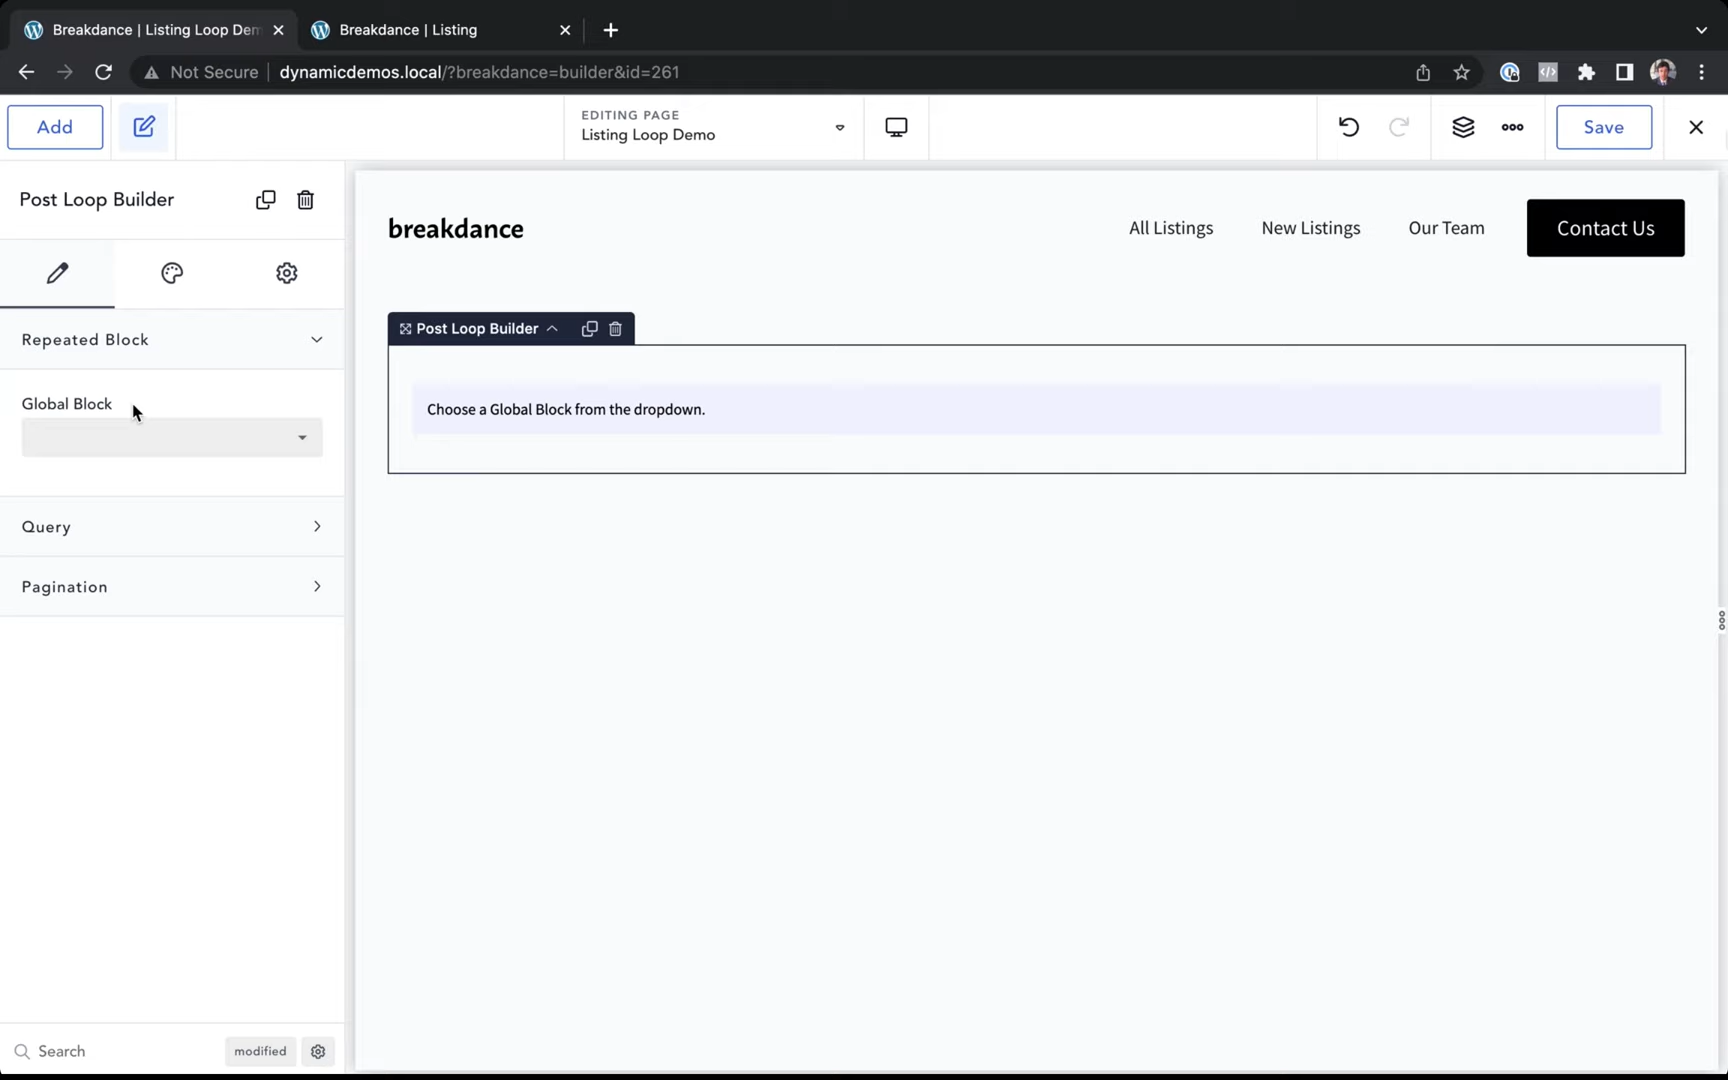 Breakdance | Listing Loop Dem
Breakdance | Listing
Not Secure
dynamicdemos.local/?breakdance=builder&id=261
Add
EDITING PAGE
Listing Loop Demo
Save
Post Loop Builder
Repeated Block
Global Block
Query
Pagination
Search
modified
breakdance
All Listings
New Listings
Our Team
Contact Us
Post Loop Builder
Choose a Global Block from the dropdown.